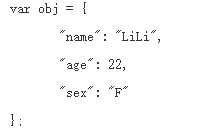 var obj = {
"name": "LiLi",
"age": 22,
"sex": "F"
};